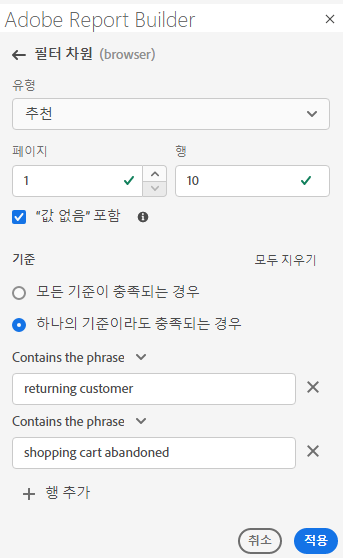 Adobe Report Builder
필터 차원 (browser)
유형
추천
페이지 행
1 10
"값 없음" 포함
기준 모두 지우기
모든 기준이 충족되는 경우
하나의 기준이라도 충족되는 경우
Contains the phrase
returning customer
Contains the phrase
shopping cart abandoned
행 추가
취소 적용